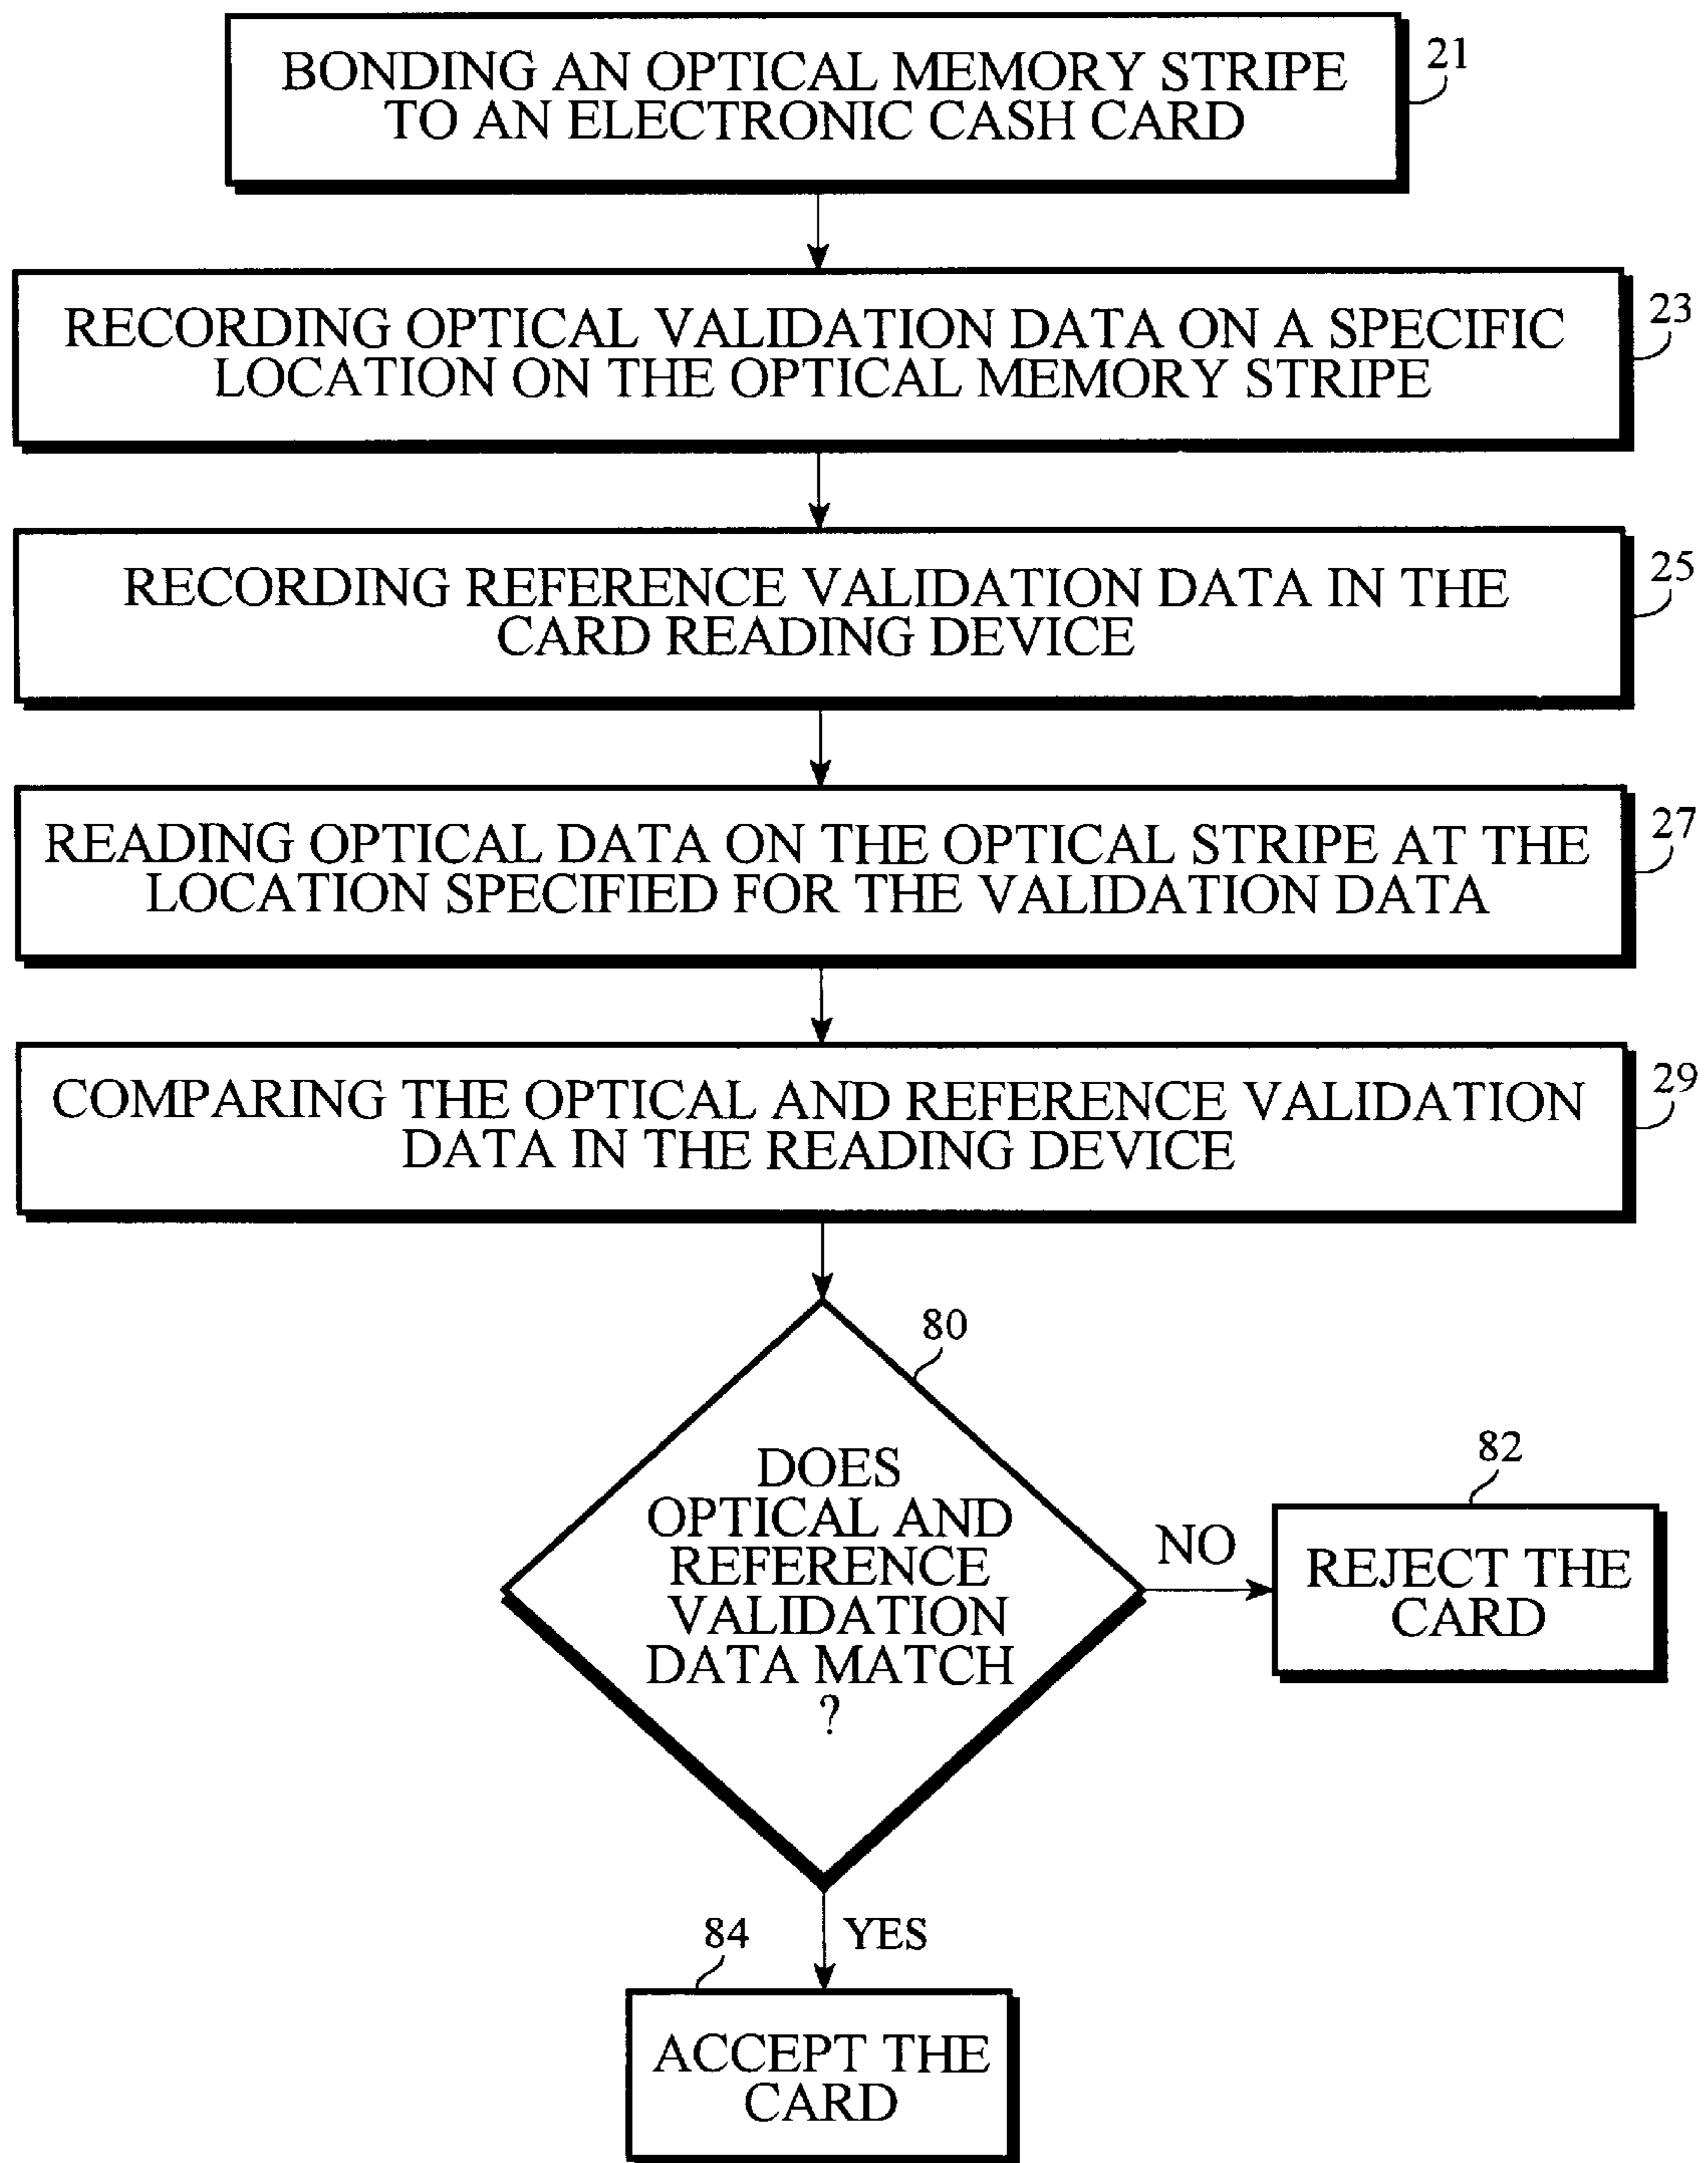 BONDING AN OPTICAL MEMORY STRIPE
TO AN ELECTRONIC CASH CARD
21
RECORDING OPTICAL VALIDATION DATA ON A SPECIFIC
LOCATION ON THE OPTICAL MEMORY STRIPE
23
RECORDING REFERENCE VALIDATION DATA IN THE
CARD READING DEVICE
25
READING OPTICAL DATA ON THE OPTICAL STRIPE AT THE
LOCATION SPECIFIED FOR THE VALIDATION DATA
27
COMPARING THE OPTICAL AND REFERENCE VALIDATION
DATA IN THE READING DEVICE
29
80
DOES
OPTICAL AND
REFERENCE
VALIDATION
DATA MATCH
?
NO
82
REJECT THE
CARD
YES
84
ACCEPT THE
CARD